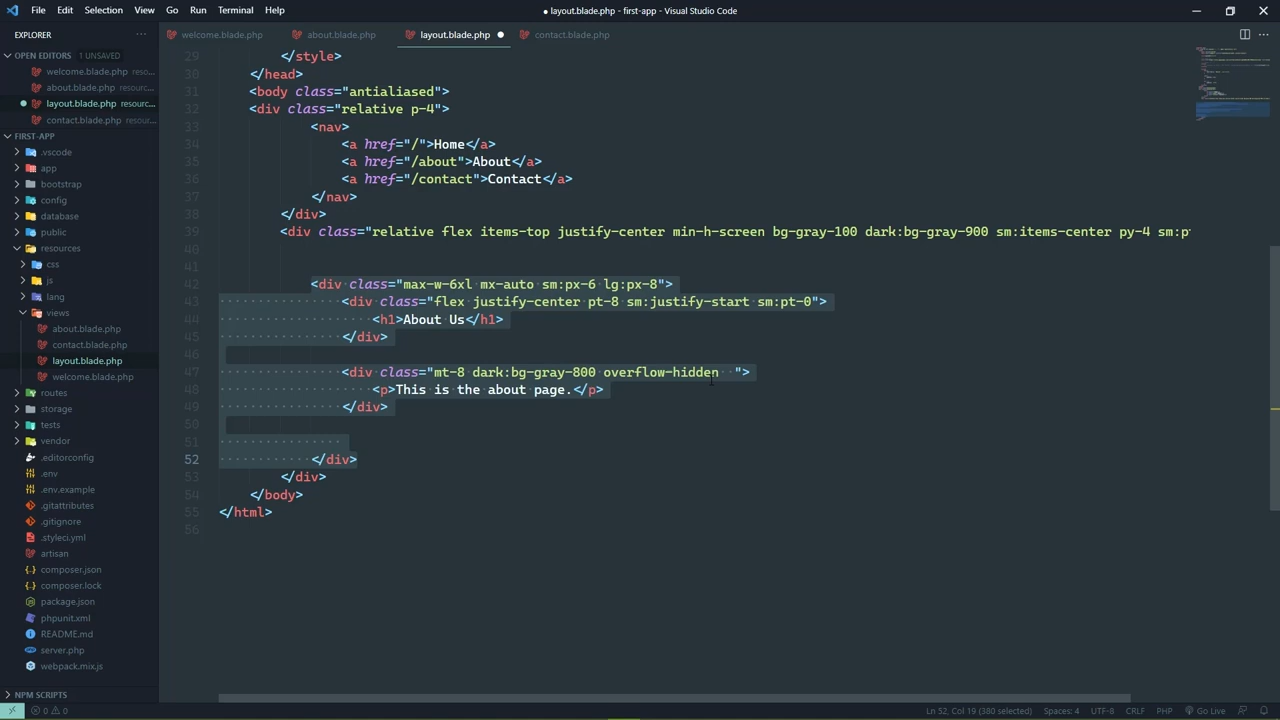 File Edit Selection View Go Run Terminal Help
● layout.blade.php - first-app - Visual Studio Code
EXPLORER
OPEN EDITORS 1 UNSAVED
welcome.blade.php reso...
about.blade.php resour...
layout.blade.php resourc...
contact.blade.php resou...
FIRST-APP
.vscode
app
bootstrap
config
database
public
resources
css
js
lang
views
about.blade.php
contact.blade.php
layout.blade.php
welcome.blade.php
routes
storage
tests
vendor
.editorconfig
.env
.env.example
.gitattributes
.gitignore
.styleci.yml
artisan
composer.json
composer.lock
package.json
phpunit.xml
README.md
server.php
webpack.mix.js
NPM SCRIPTS
welcome.blade.php about.blade.php layout.blade.php ● contact.blade.php
29 </style>
30 </head>
31 <body class="antialiased">
32 <div class="relative p-4">
33 <nav>
34 <a href="/">Home</a>
35 <a href="/about">About</a>
36 <a href="/contact">Contact</a>
37 </nav>
38 </div>
39 <div class="relative flex items-top justify-center min-h-screen bg-gray-100 dark:bg-gray-900 sm:items-center py-4 sm:p
40
41
42 <div class="max-w-6xl mx-auto sm:px-6 lg:px-8">
43 <div class="flex justify-center pt-8 sm:justify-start sm:pt-0">
44 <h1>About Us</h1>
45 </div>
46
47 <div class="mt-8 dark:bg-gray-800 overflow-hidden  ">
48 <p>This is the about page.</p>
49 </div>
50
51
52 </div>
53 </div>
54 </body>
55 </html>
56
0 0
Ln 52, Col 19 (380 selected) Spaces: 4 UTF-8 CRLF PHP Go Live